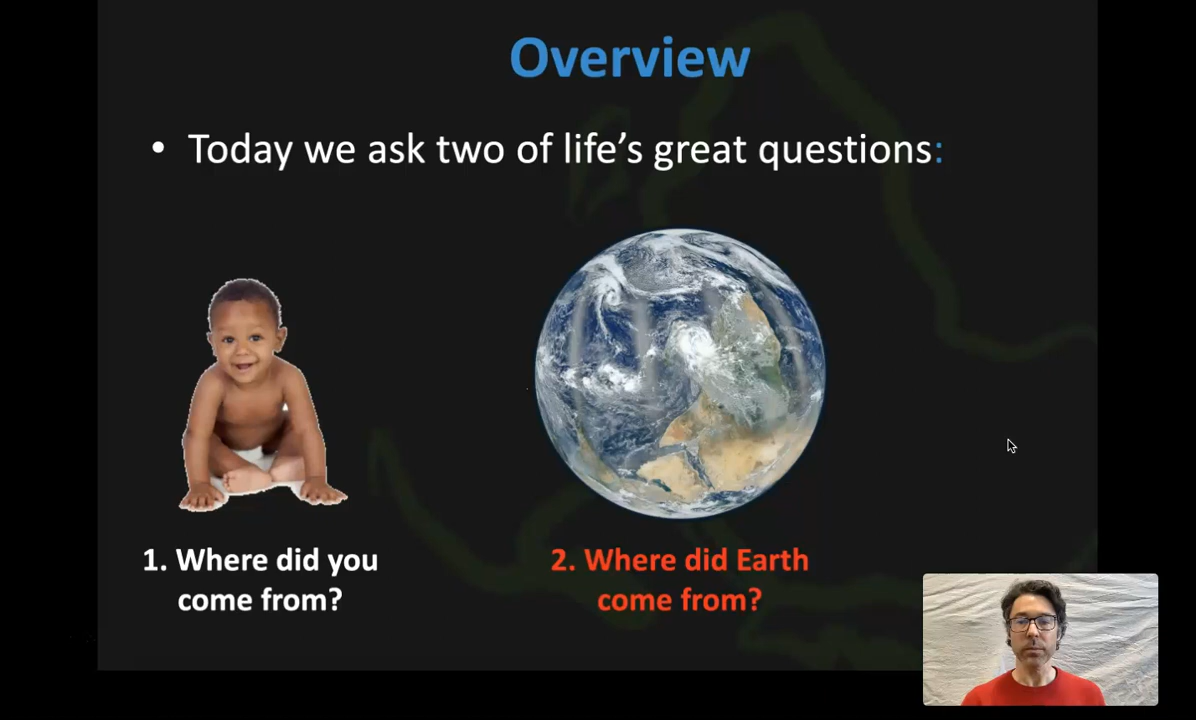 Overview
• Today we ask two of life's great questions:
1. Where did you
come from?
2. Where did Earth
come from?